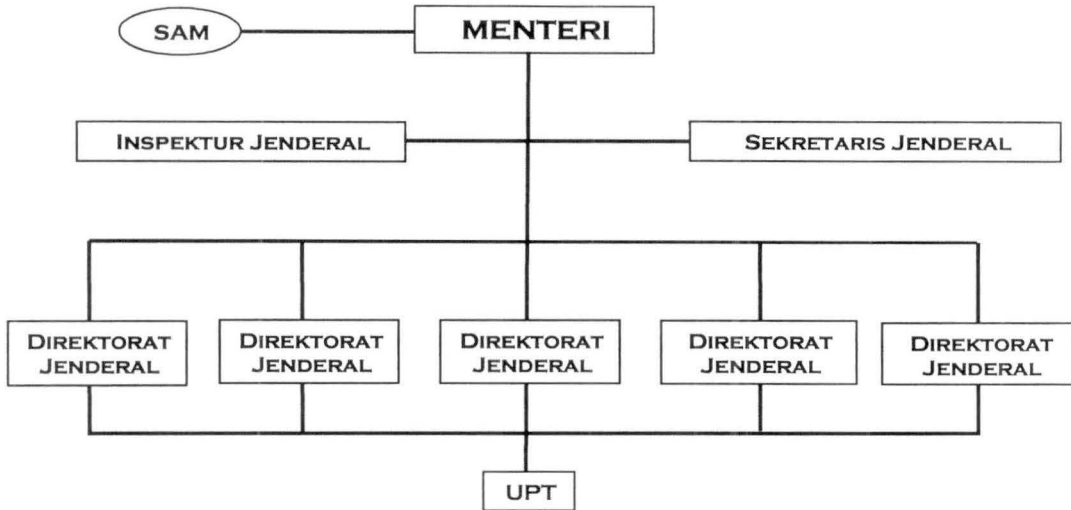 SAM
MENTERI
INSPEKTUR JENDERAL
SEKRETARIS JENDERAL
DIREKTORAT
JENDERAL
DIREKTORAT
JENDERAL
DIREKTORAT
JENDERAL
DIREKTORAT
JENDERAL
DIREKTORAT
JENDERAL
UPT